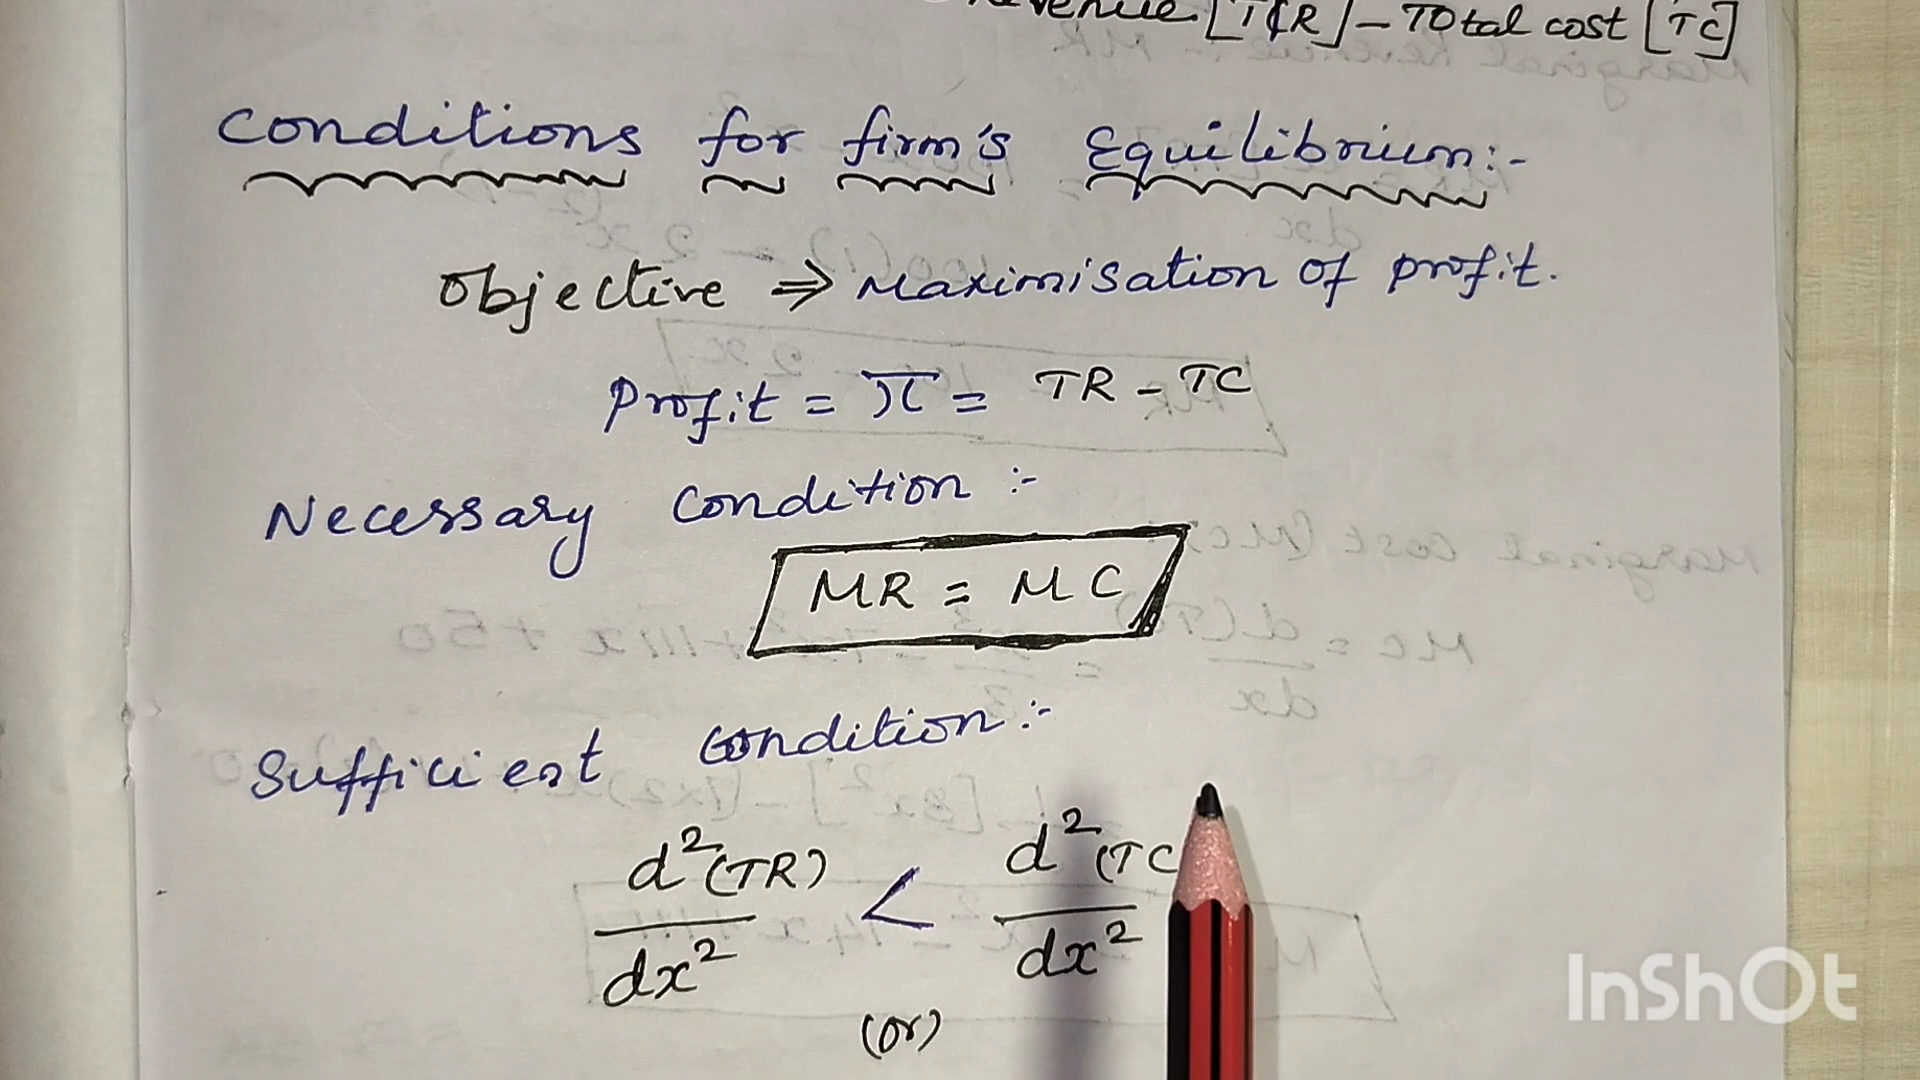 Revenue [TR] - Total cost [TC]
Conditions for firm's Equilibrium:-
Objective ⇒ Maximisation of profit.
Profit = π = TR - TC
Necessary condition :-
MR = MC
Sufficient condition :-
d²(TR)/dx² < d²(TC/dx²
(or)
InShOt